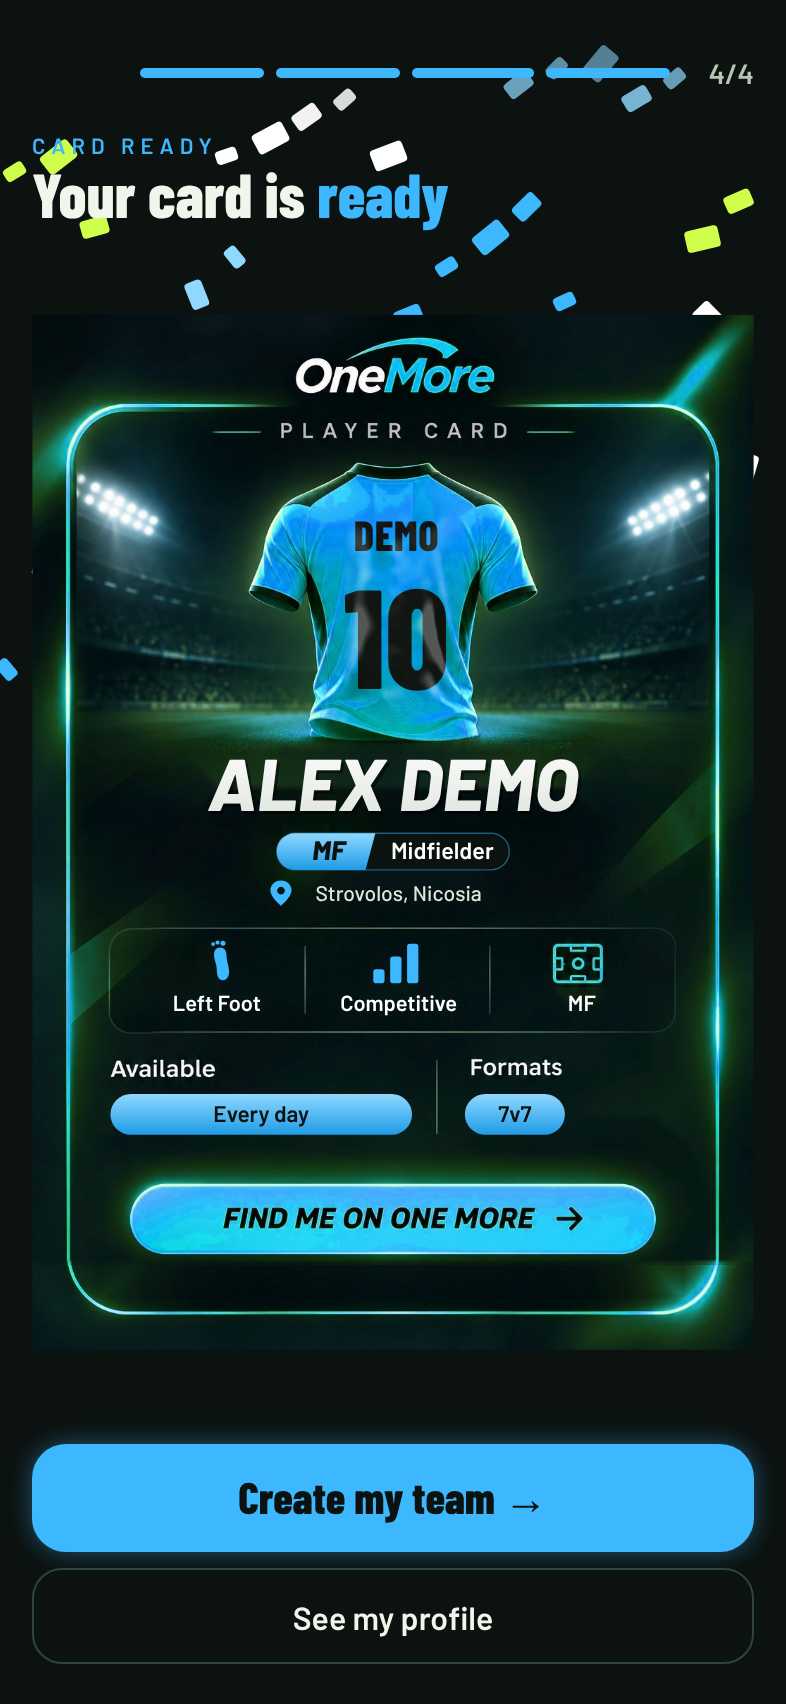 4/4
CARD READY
Your card is ready
OneMore
PLAYER CARD
DEMO
10
ALEX DEMO
MF Midfielder
Strovolos, Nicosia
Left Foot Competitive MF
Available Formats
Every day 7v7
FIND ME ON ONE MORE →
Create my team →
See my profile